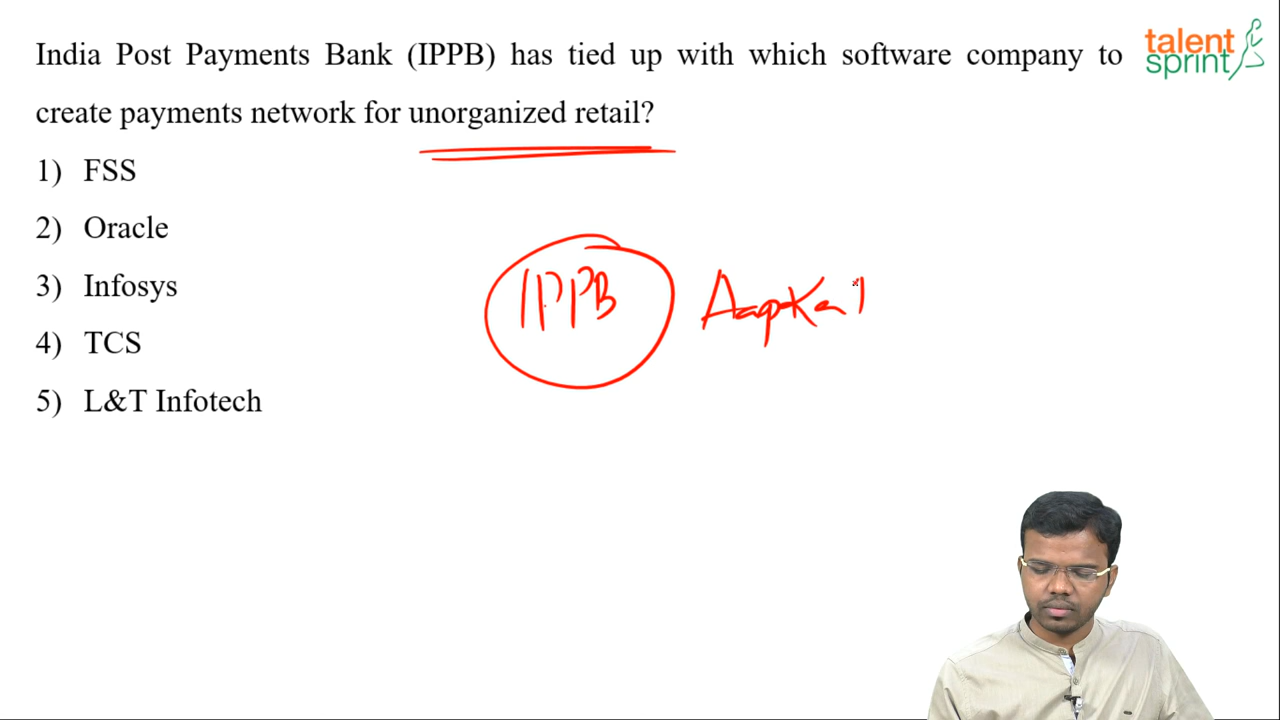 India Post Payments Bank (IPPB) has tied up with which software company to
create payments network for unorganized retail?
talent
sprint
1) FSS
2) Oracle
3) Infosys
4) TCS
5) L&T Infotech
IPPB AapKa